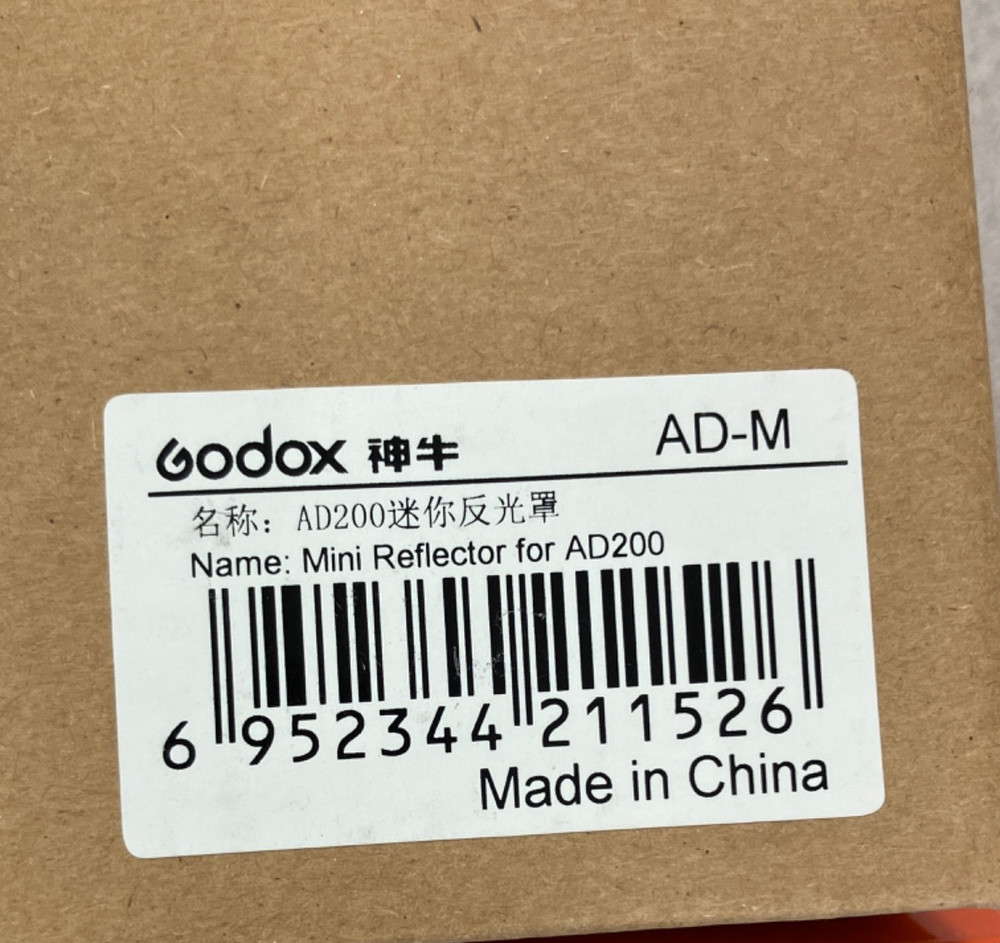 Godox 神牛 AD-M
名称：AD200迷你反光罩
Name: Mini Reflector for AD200
6 952344 211526
Made in China